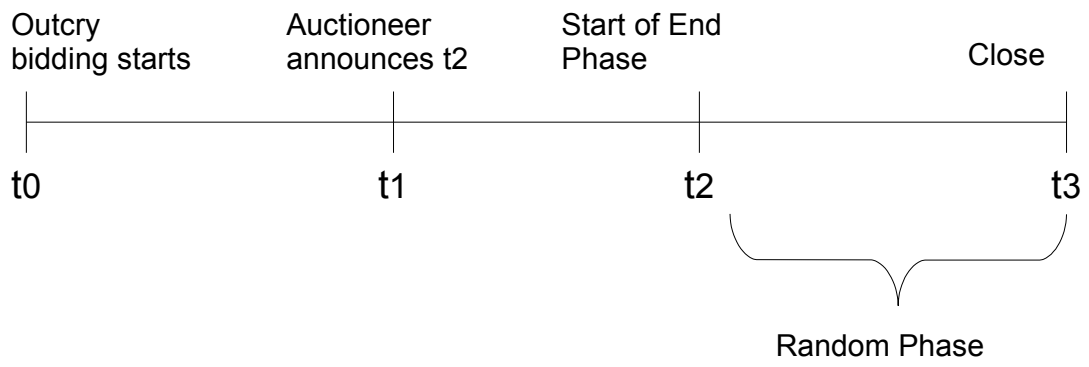 Outcry
bidding starts
Auctioneer
announces t2
Start of End
Phase
Close
t0
t1
t2
t3
Random Phase